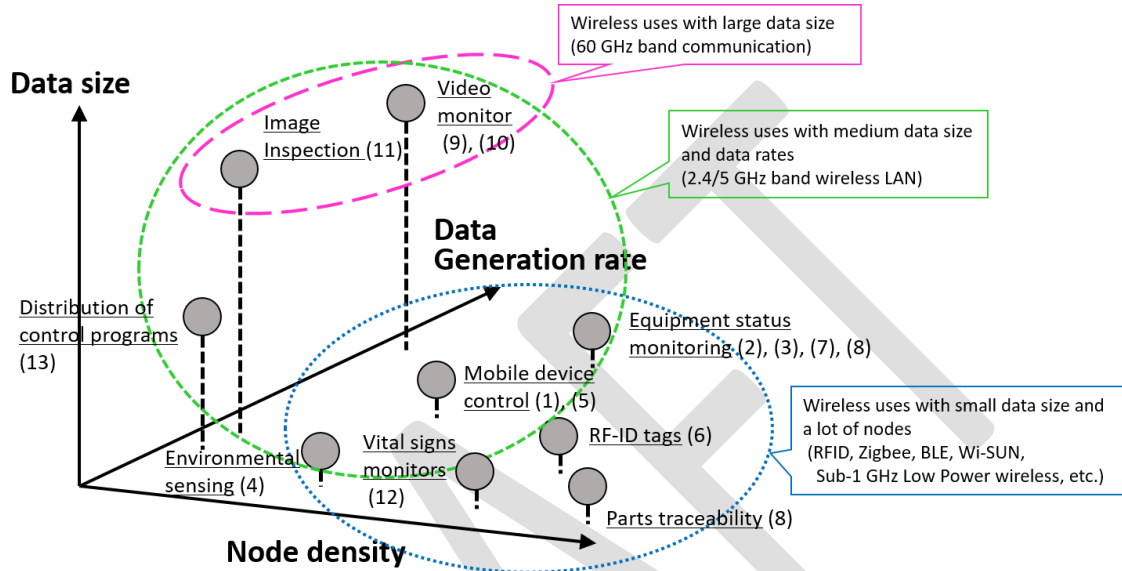 Wireless uses with large data size
(60 GHz band communication)
Data size
Video
monitor
(9), (10)
Image
Inspection (11)
Wireless uses with medium data size
and data rates
(2.4/5 GHz band wireless LAN)
Data
Generation rate
Distribution of
control programs
(13)
Equipment status
monitoring (2), (3), (7), (8)
Mobile device
control (1), (5)
Wireless uses with small data size and
a lot of nodes
(RFID, Zigbee, BLE, Wi-SUN,
Sub-1 GHz Low Power wireless, etc.)
RF-ID tags (6)
Vital signs
monitors
(12)
Environmental
sensing (4)
Parts traceability (8)
Node density